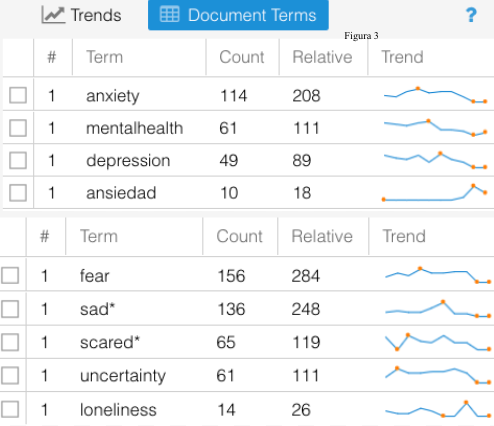 Trends Document Terms ?
Figura 3
# Term Count Relative Trend
1 anxiety 114 208
1 mentalhealth 61 111
1 depression 49 89
1 ansiedad 10 18
# Term Count Relative Trend
1 fear 156 284
1 sad* 136 248
1 scared* 65 119
1 uncertainty 61 111
1 loneliness 14 26